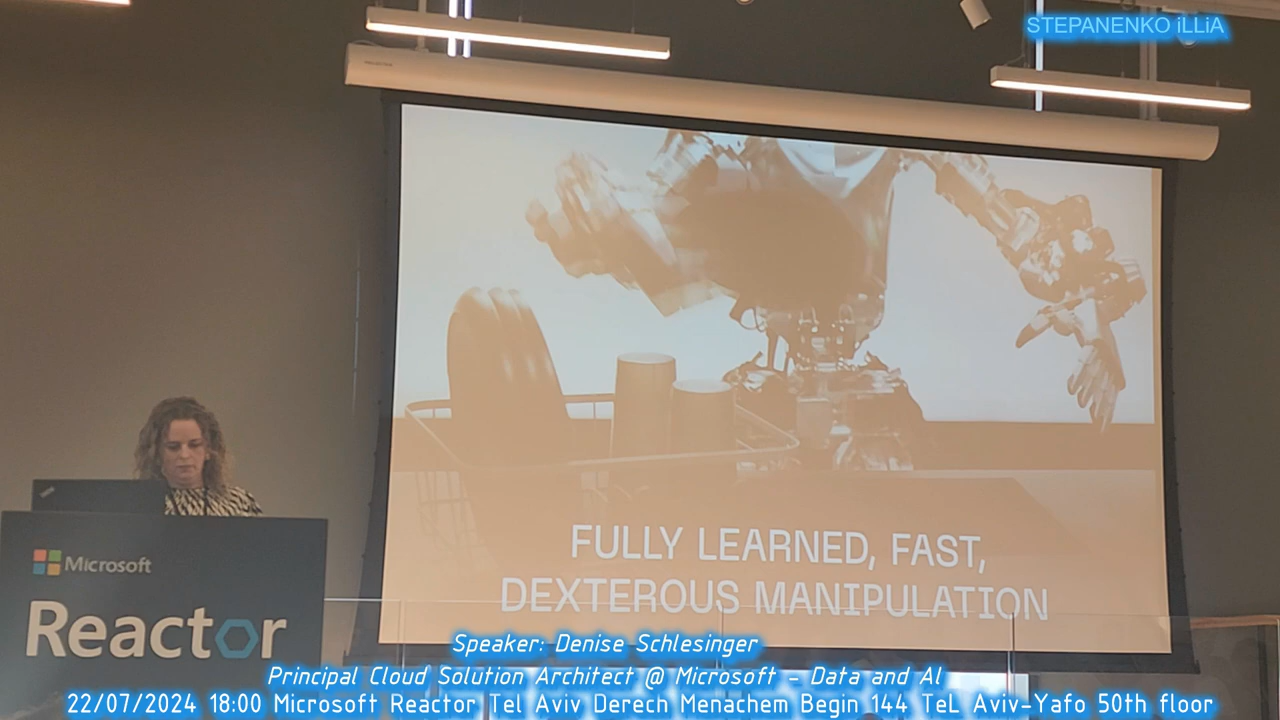 STEPANENKO iLLiA
FULLY LEARNED, FAST,
DEXTEROUS MANIPULATION
Microsoft
Reactor
Speaker: Denise Schlesinger
Principal Cloud Solution Architect @ Microsoft - Data and AI
22/07/2024 18:00 Microsoft Reactor Tel Aviv Derech Menachem Begin 144 TeL Aviv-Yafo 50th floor